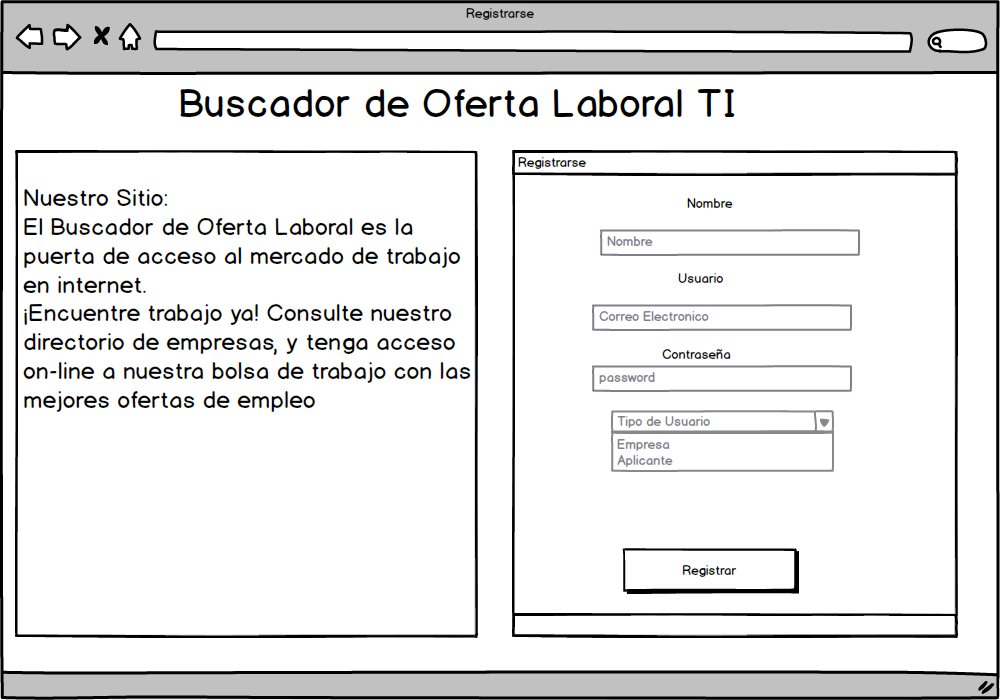 Registrarse
Buscador de Oferta Laboral TI
Nuestro Sitio:
El Buscador de Oferta Laboral es la
puerta de acceso al mercado de trabajo
en internet.
¡Encuentre trabajo ya! Consulte nuestro
directorio de empresas, y tenga acceso
on-line a nuestra bolsa de trabajo con las
mejores ofertas de empleo
Registrarse
Nombre
Nombre
Usuario
Correo Electronico
Contraseña
password
Tipo de Usuario
Empresa
Aplicante
Registrar